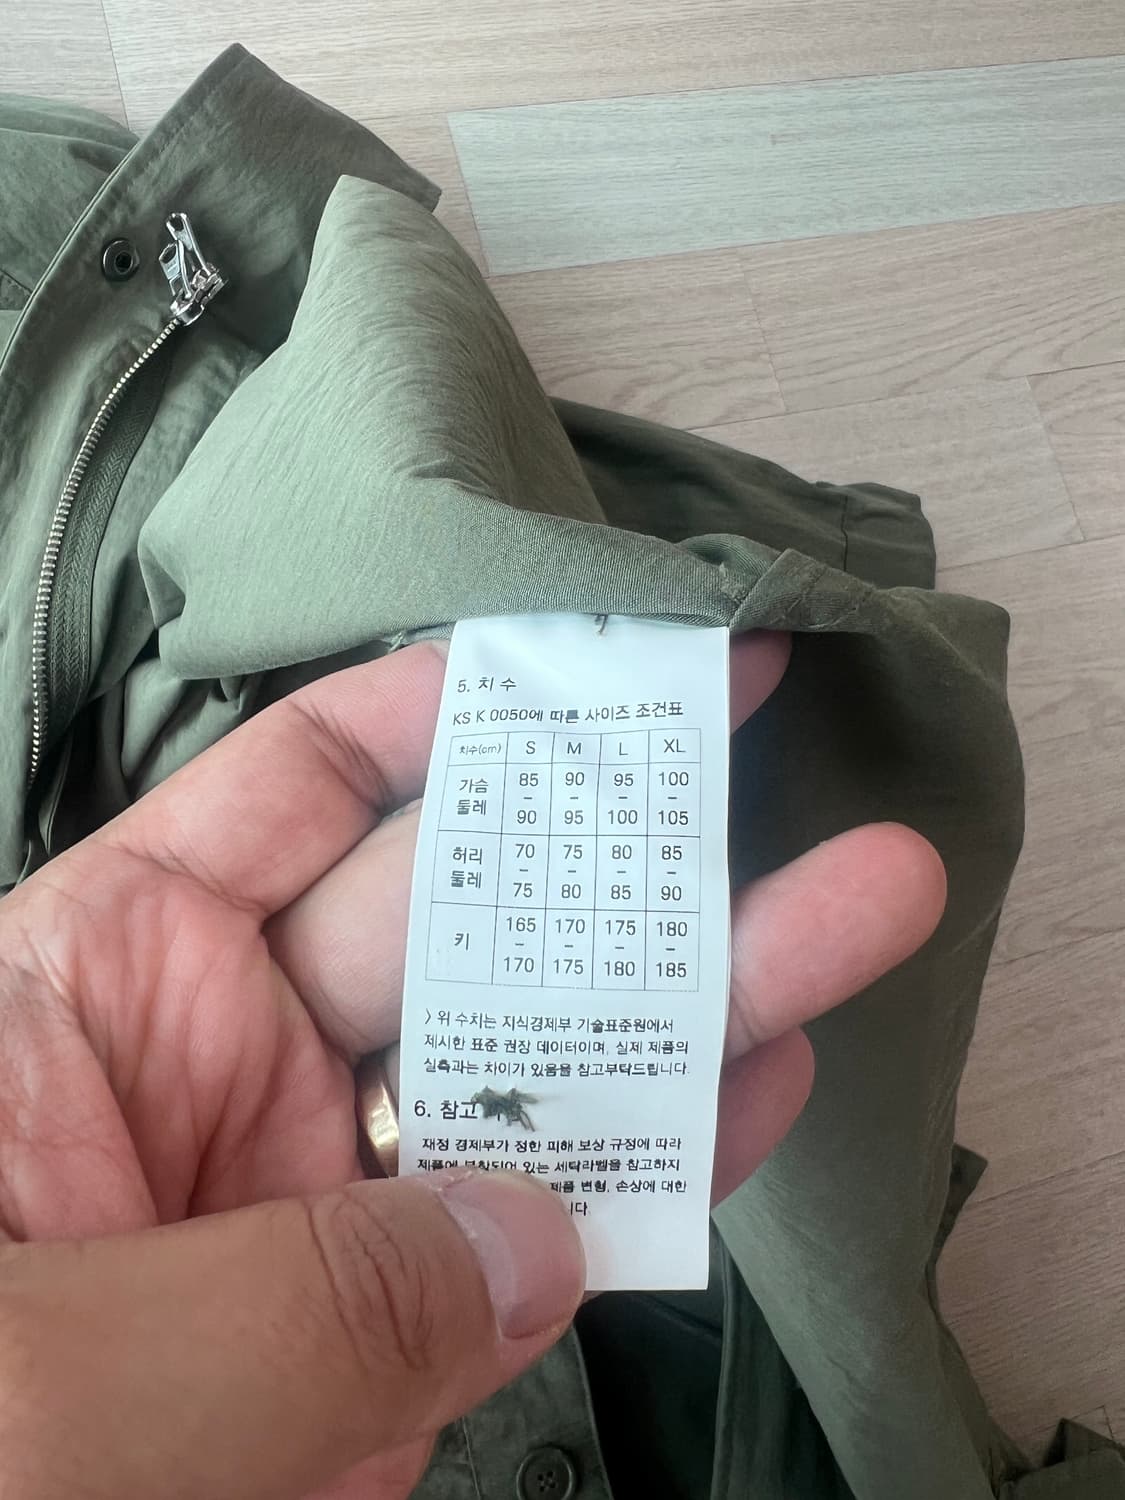 5. 치 수
KS K 0050에 따른 사이즈 조건표
치수(cm) S M L XL
가슴 둘레 85 - 90 90 - 95 95 - 100 100 - 105
허리 둘레 70 - 75 75 - 80 80 - 85 85 - 90
키 165 - 170 170 - 175 175 - 180 180 - 185
〉위 수치는 지식경제부 기술표준원에서
제시한 표준 권장 데이터이며, 실제 제품의
실측과는 차이가 있음을 참고부탁드립니다.
6. 참고
재정 경제부가 정한 피해 보상 규정에 따라
제품에 부착되어 있는 세탁라벨을 참고하지
제품 변형, 손상에 대한
니다.